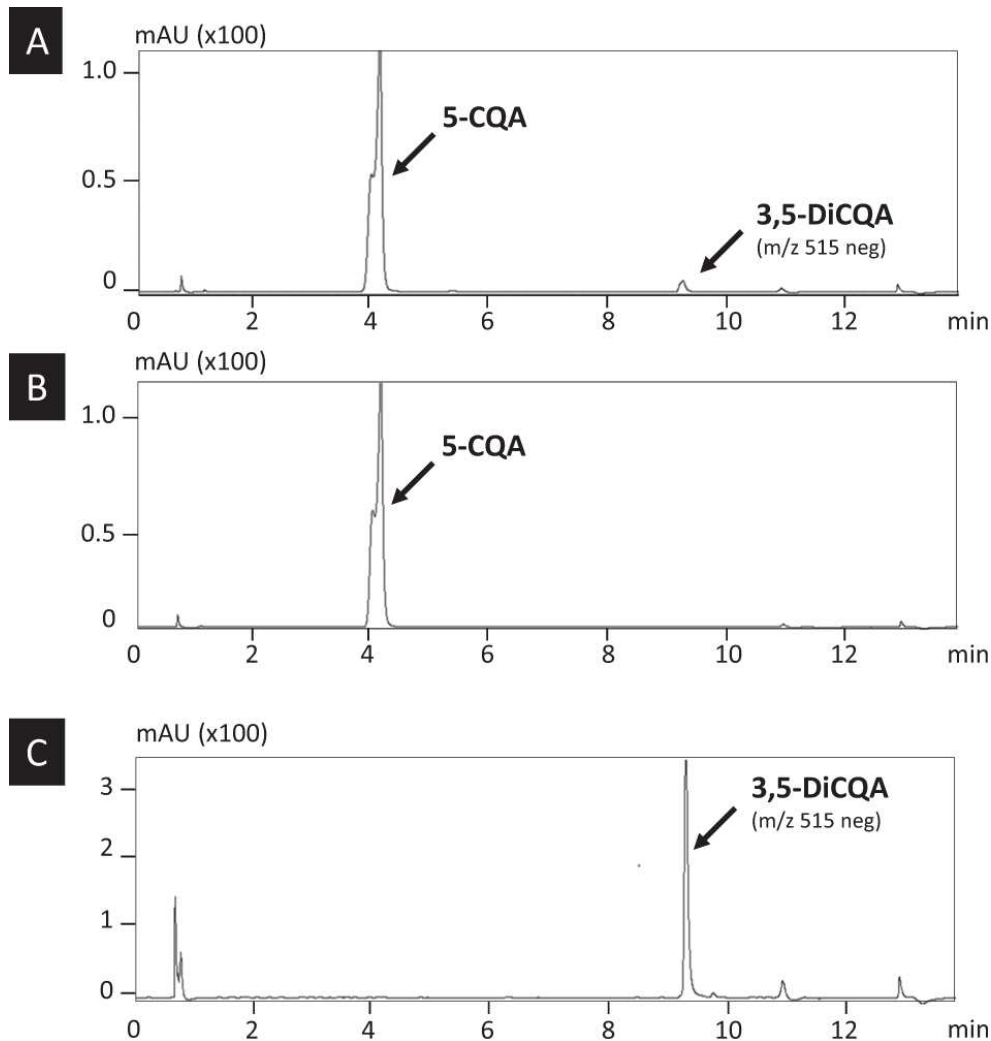 A
mAU (x100)
1.0
0.5
0
5-CQA
3,5-DiCQA
(m/z 515 neg)
0 2 4 6 8 10 12 min
B
mAU (x100)
1.0
0.5
0
5-CQA
0 2 4 6 8 10 12 min
C
mAU (x100)
3
2
1
0
3,5-DiCQA
(m/z 515 neg)
0 2 4 6 8 10 12 min